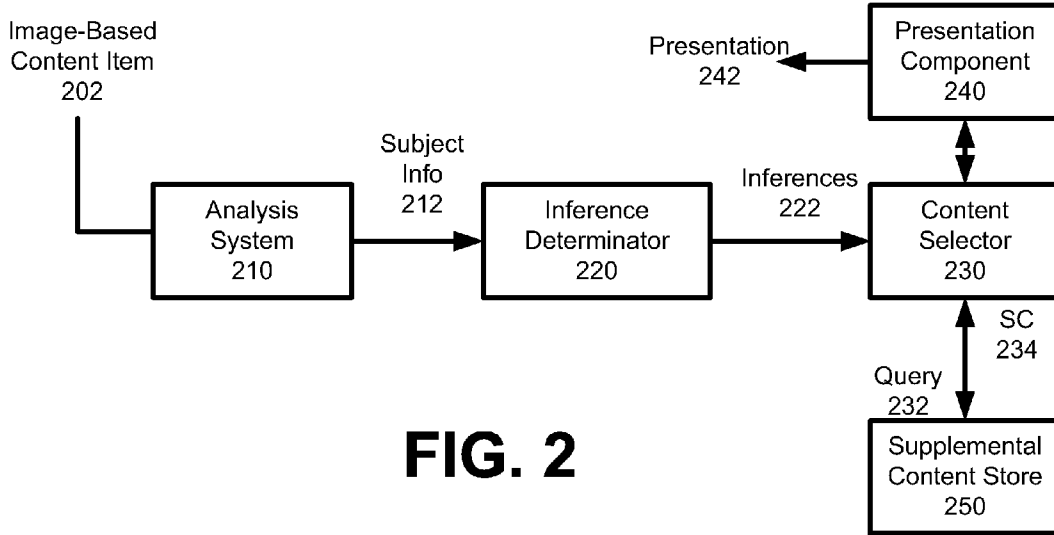 Image-Based
Content Item
202
Presentation
242
Presentation
Component
240
Subject
Info
212
Inferences
222
Analysis
System
210
Inference
Determinator
220
Content
Selector
230
SC
234
Query
232
Supplemental
Content Store
250
FIG. 2